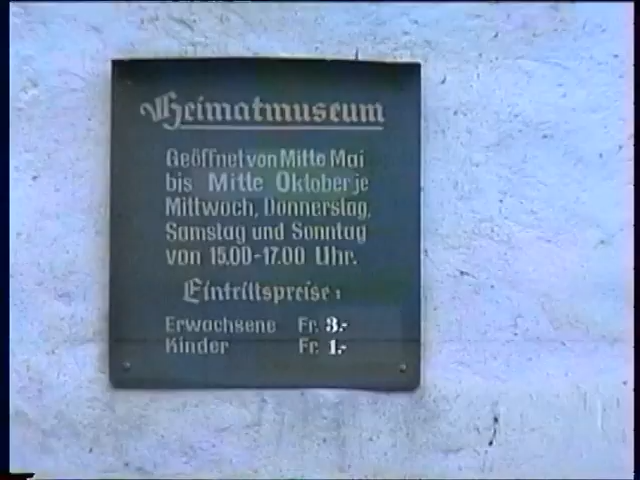 Heimatmuseum
Geöffnet von Mitte Mai
bis Mitte Oktober je
Mittwoch, Donnerstag,
Samstag und Sonntag
von 15.00-17.00 Uhr.
Eintrittspreise:
Erwachsene Fr. 3.-
Kinder Fr. 1.-